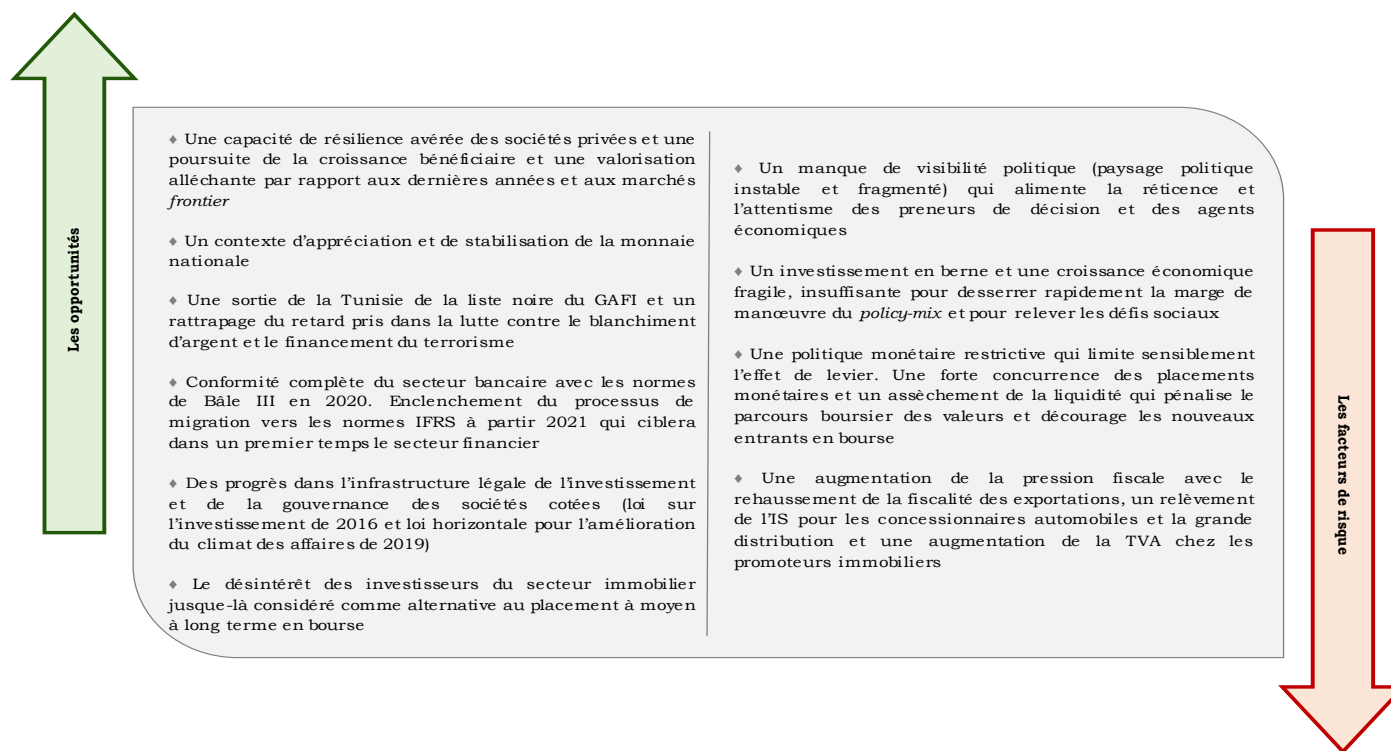 Les opportunités
♦ Une capacité de résilience avérée des sociétés privées et une
poursuite de la croissance bénéficiaire et une valorisation
alléchante par rapport aux dernières années et aux marchés
frontier
♦ Un contexte d'appréciation et de stabilisation de la monnaie
nationale
♦ Une sortie de la Tunisie de la liste noire du GAFI et un
rattrapage du retard pris dans la lutte contre le blanchiment
d'argent et le financement du terrorisme
♦ Conformité complète du secteur bancaire avec les normes
de Bâle III en 2020. Enclenchement du processus de
migration vers les normes IFRS à partir 2021 qui ciblera
dans un premier temps le secteur financier
♦ Des progrès dans l'infrastructure légale de l'investissement
et de la gouvernance des sociétés cotées (loi sur
l'investissement de 2016 et loi horizontale pour l'amélioration
du climat des affaires de 2019)
♦ Le désintérêt des investisseurs du secteur immobilier
jusque-là considéré comme alternative au placement à moyen
à long terme en bourse
♦ Un manque de visibilité politique (paysage politique
instable et fragmenté) qui alimente la réticence et
l'attentisme des preneurs de décision et des agents
économiques
♦ Un investissement en berne et une croissance économique
fragile, insuffisante pour desserrer rapidement la marge de
manœuvre du policy-mix et pour relever les défis sociaux
♦ Une politique monétaire restrictive qui limite sensiblement
l'effet de levier. Une forte concurrence des placements
monétaires et un assèchement de la liquidité qui pénalise le
parcours boursier des valeurs et décourage les nouveaux
entrants en bourse
♦ Une augmentation de la pression fiscale avec le
rehaussement de la fiscalité des exportations, un relèvement
de l'IS pour les concessionnaires automobiles et la grande
distribution et une augmentation de la TVA chez les
promoteurs immobiliers
Les facteurs de risque